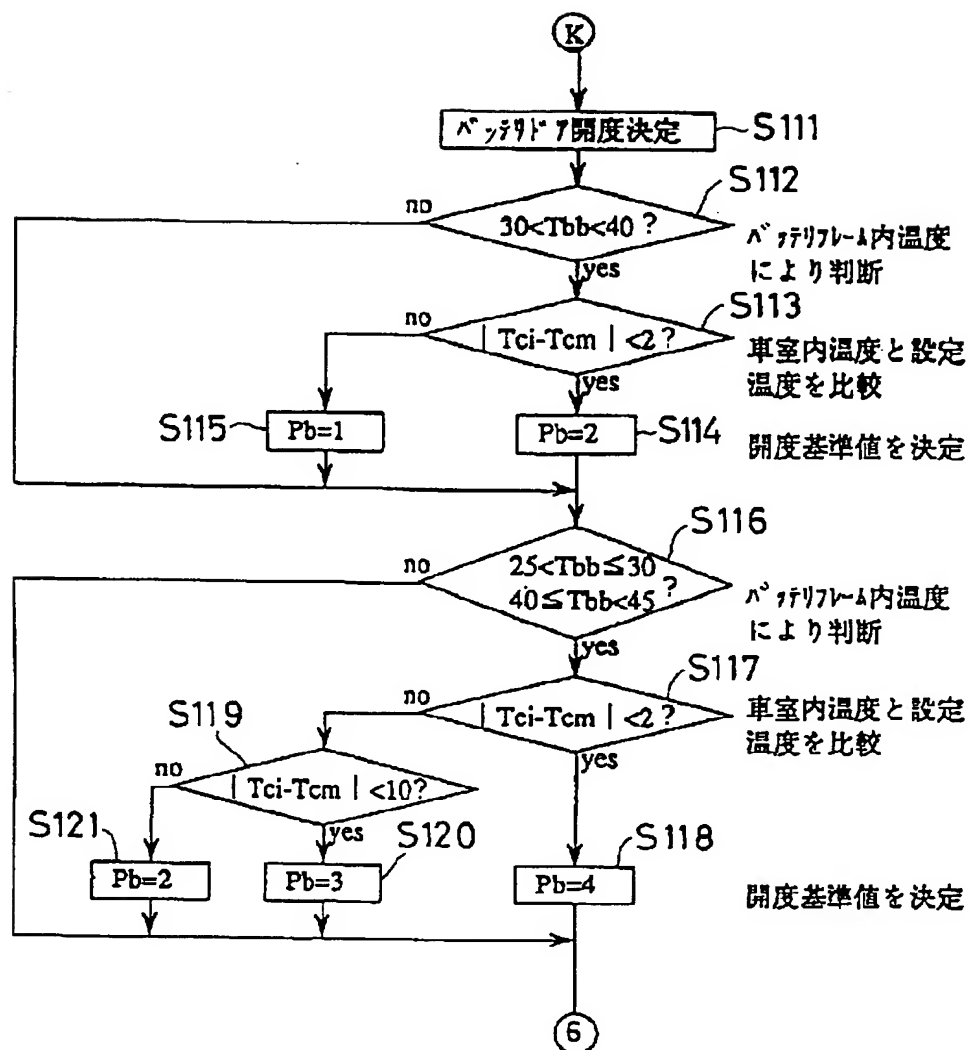 K
バッテリドア開度決定
S111
S112
no
30<Tbb<40 ?
バッテリフレーム内温度
により判断
yes
S113
no
| Tci-Tcm | <2 ?
車室内温度と設定
温度を比較
yes
S115
Pb=1
Pb=2
S114
開度基準値を決定
S116
no
25<Tbb≦30
40≦Tbb<45 ?
バッテリフレーム内温度
により判断
yes
S117
no
| Tci-Tcm | <2 ?
車室内温度と設定
温度を比較
S119
yes
no
| Tci-Tcm | <10?
S121
yes
S120
S118
Pb=2
Pb=3
Pb=4
開度基準値を決定
6